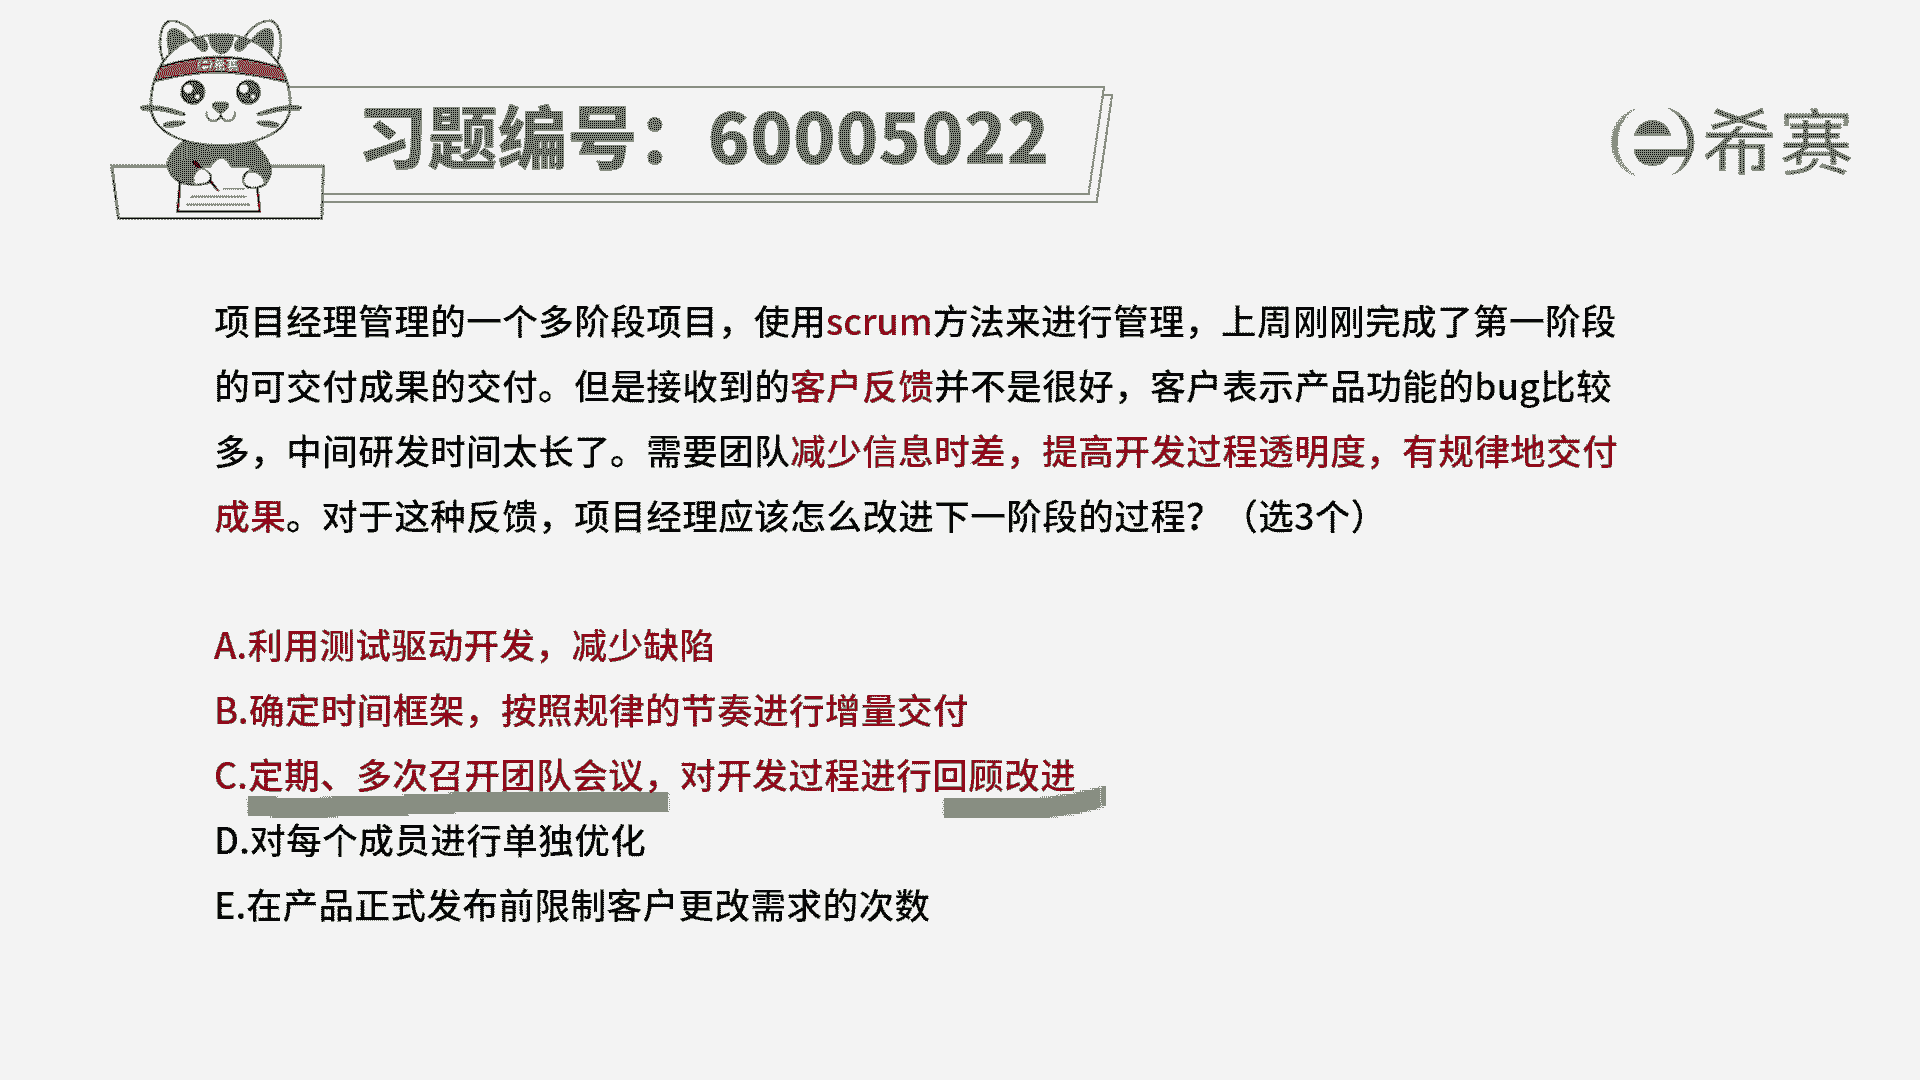 希赛
习题编号：60005022
希赛
项目经理管理的一个多阶段项目，使用scrum方法来进行管理，上周刚刚完成了第一阶段
的可交付成果的交付。但是接收到的客户反馈并不是很好，客户表示产品功能的bug比较
多，中间研发时间太长了。需要团队减少信息时差，提高开发过程透明度，有规律地交付
成果。对于这种反馈，项目经理应该怎么改进下一阶段的过程？（选3个）
A.利用测试驱动开发，减少缺陷
B.确定时间框架，按照规律的节奏进行增量交付
C.定期、多次召开团队会议，对开发过程进行回顾改进
D.对每个成员进行单独优化
E.在产品正式发布前限制客户更改需求的次数